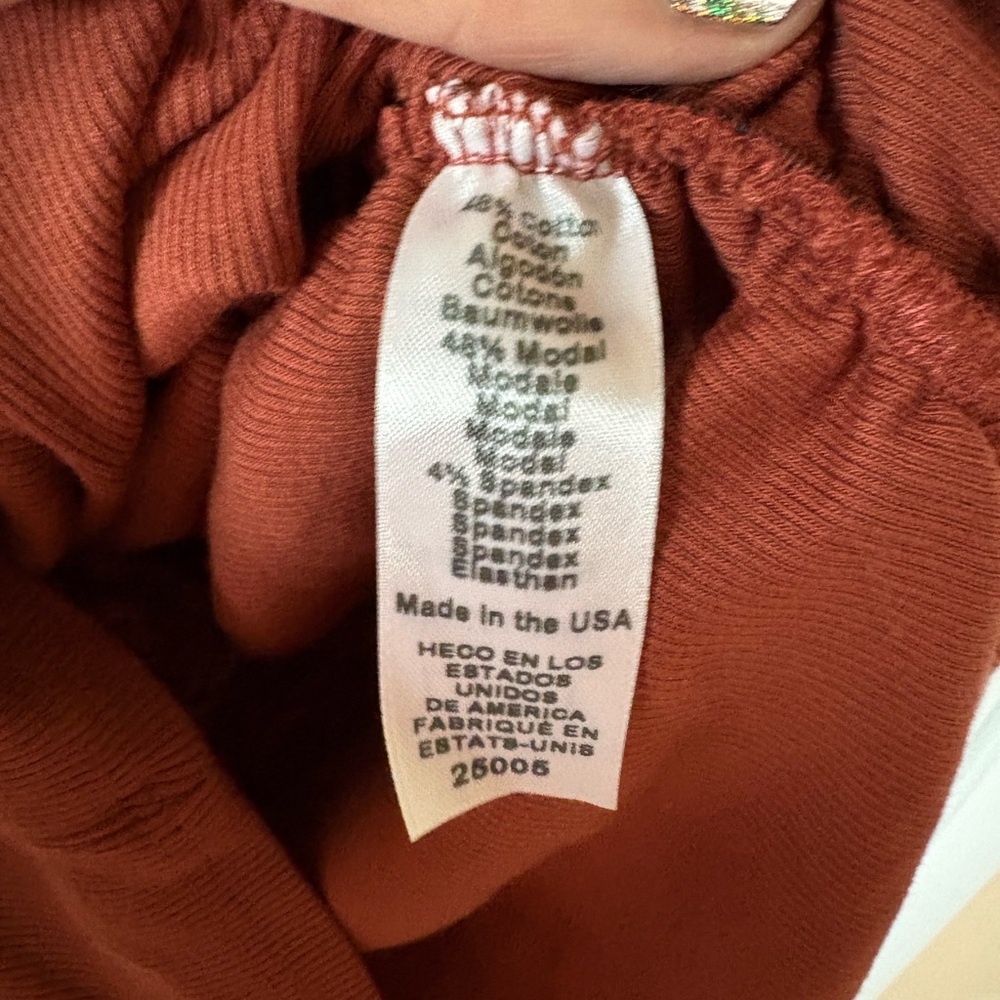 48% Cotton
Coton
Algodón
Cotone
Baumwolle
48% Modal
Modale
Modal
Modale
Modal
4% Spandex
Spandex
Spandex
Spandex
Elasthan
Made in the USA
HECO EN LOS
ESTADOS
UNIDOS
DE AMERICA
FABRIQUÉ EN
ESTATS-UNIS
25005